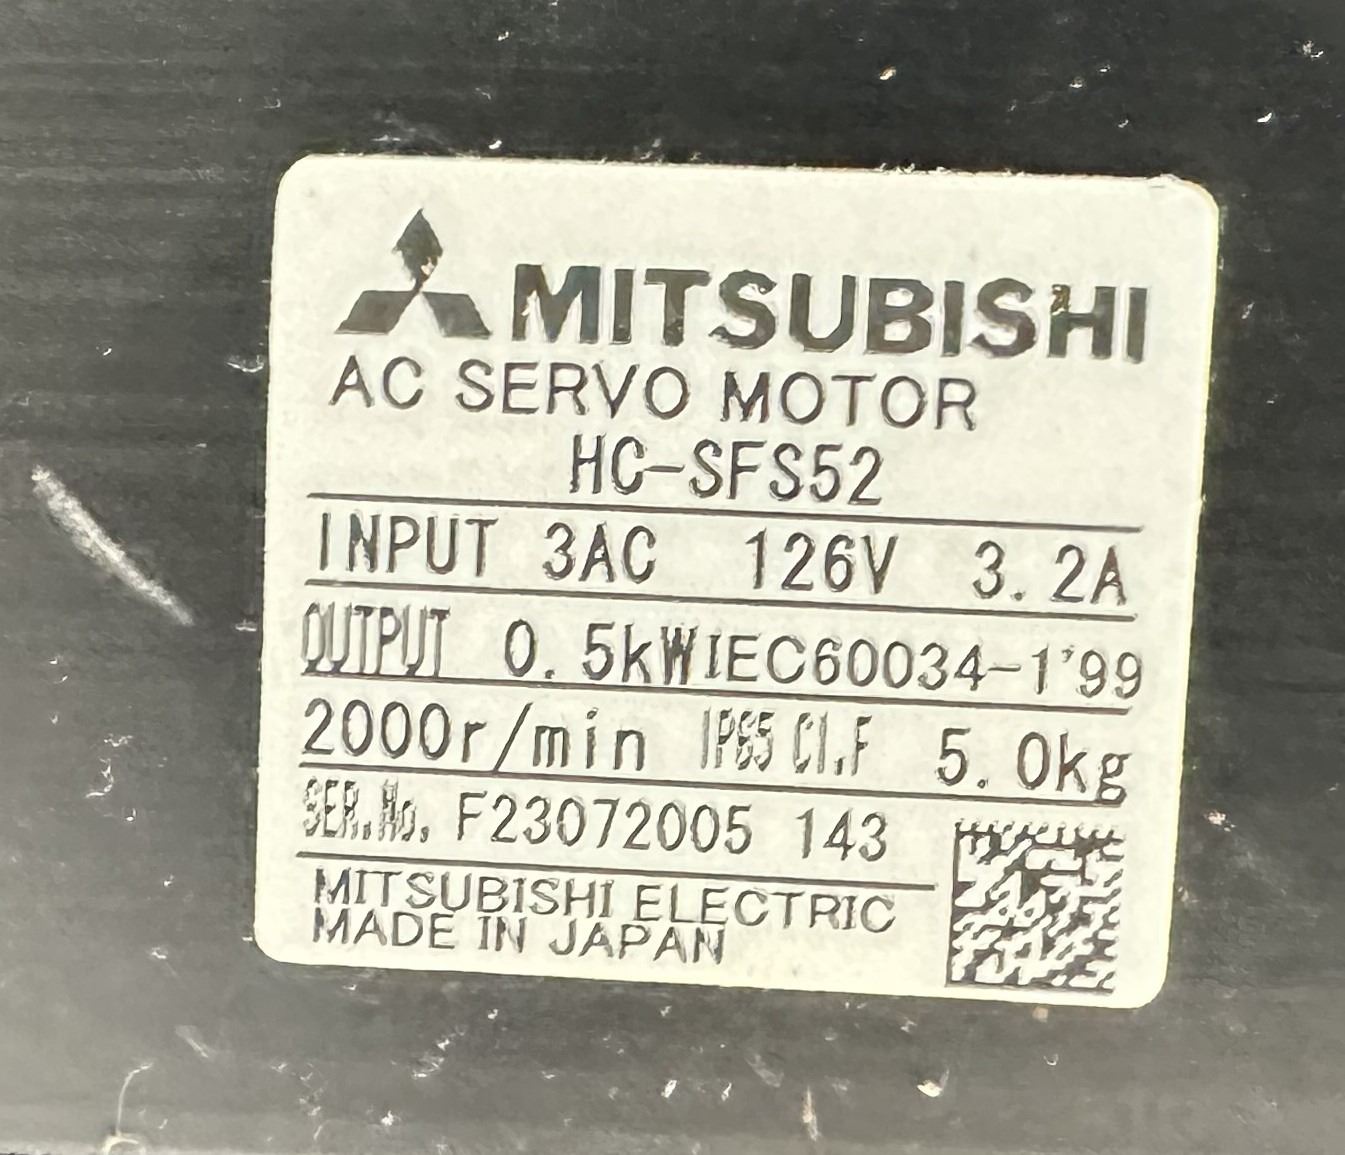 MITSUBISHI
AC SERVO MOTOR
HC-SFS52
INPUT 3AC 126V 3.2A
OUTPUT 0.5kW IEC60034-1'99
2000r/min IP65 Cl.F 5.0kg
SER.No. F23072005 143
MITSUBISHI ELECTRIC
MADE IN JAPAN